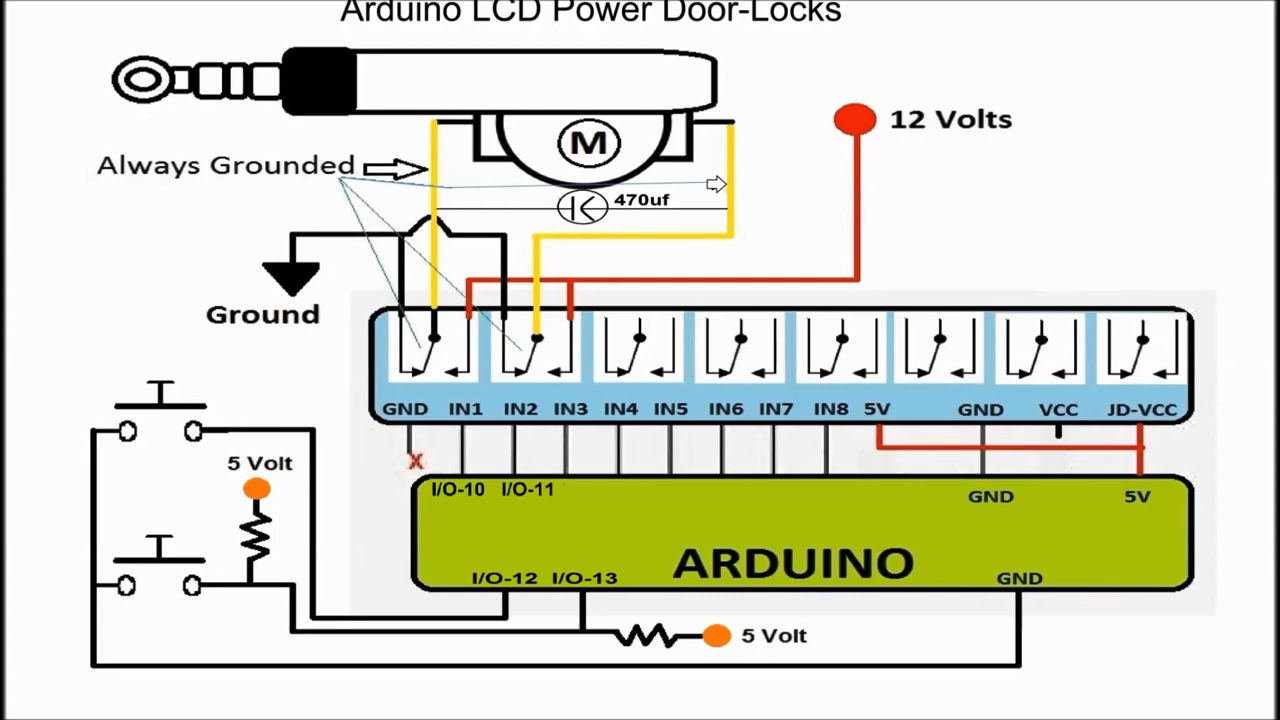 Arduino LCD Power Door-Locks
12 Volts
M
Always Grounded
470uf
Ground
GND IN1 IN2 IN3 IN4 IN5 IN6 IN7 IN8 5V GND VCC JD-VCC
X
5 Volt
I/O-10 I/O-11 GND 5V
ARDUINO
I/O-12 I/O-13 GND
5 Volt